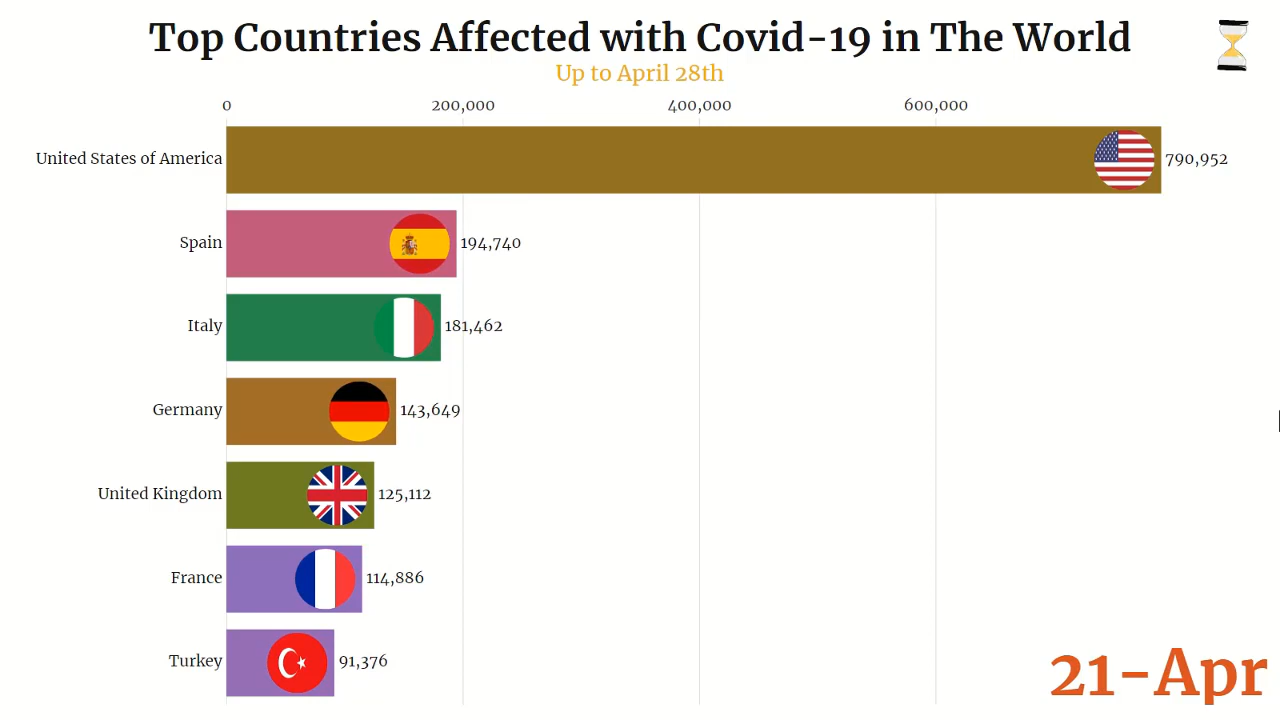 Top Countries Affected with Covid-19 in The World
Up to April 28th
0 200,000 400,000 600,000
United States of America 790,952
Spain 194,740
Italy 181,462
Germany 143,649
United Kingdom 125,112
France 114,886
Turkey 91,376
21-Apr